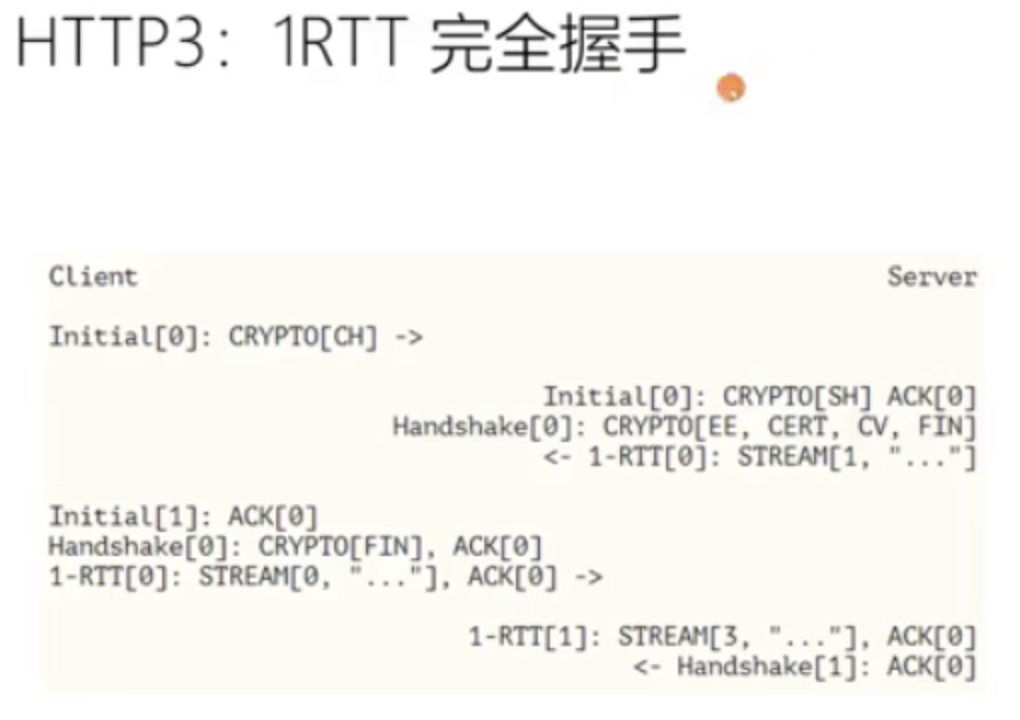 HTTP3：1RTT 完全握手
Client Server
Initial[0]: CRYPTO[CH] ->
Initial[0]: CRYPTO[SH] ACK[0]
Handshake[0]: CRYPTO[EE, CERT, CV, FIN]
<- 1-RTT[0]: STREAM[1, "..."]
Initial[1]: ACK[0]
Handshake[0]: CRYPTO[FIN], ACK[0]
1-RTT[0]: STREAM[0, "..."], ACK[0] ->
1-RTT[1]: STREAM[3, "..."], ACK[0]
<- Handshake[1]: ACK[0]